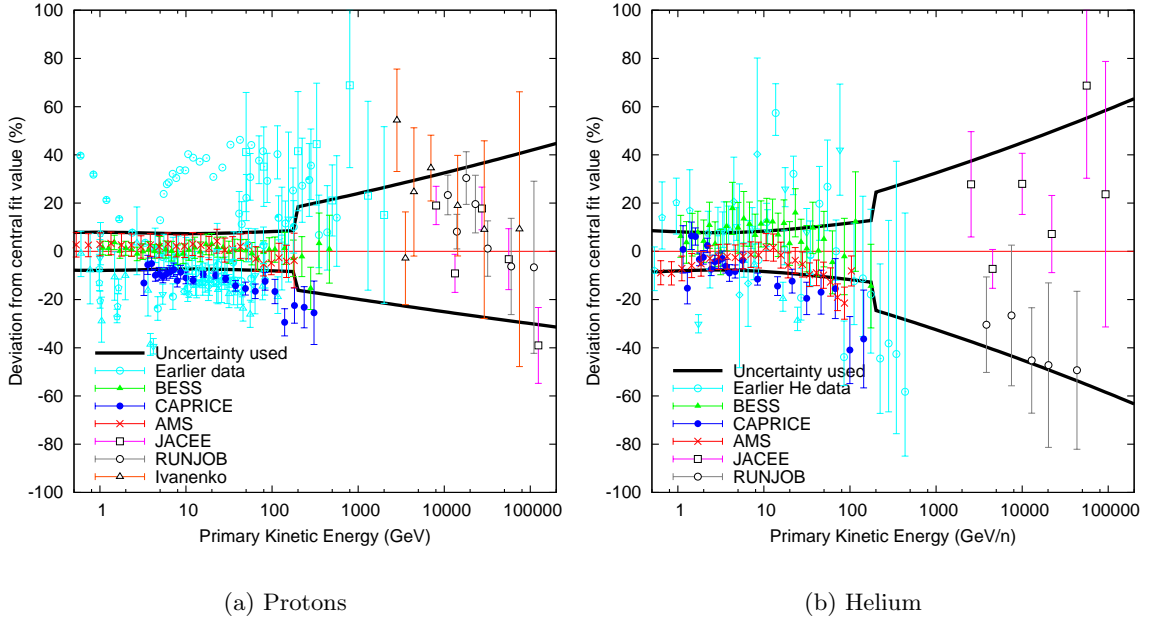 100
80
60
40
20
0
-20
-40
-60
-80
-100
Deviation from central fit value (%)
Uncertainty used
Earlier data
BESS
CAPRICE
AMS
JACEE
RUNJOB
Ivanenko
1 10 100 1000 10000 100000
Primary Kinetic Energy (GeV)
(a) Protons
100
80
60
40
20
0
-20
-40
-60
-80
-100
Deviation from central fit value (%)
Uncertainty used
Earlier He data
BESS
CAPRICE
AMS
JACEE
RUNJOB
1 10 100 1000 10000 100000
Primary Kinetic Energy (GeV/n)
(b) Helium